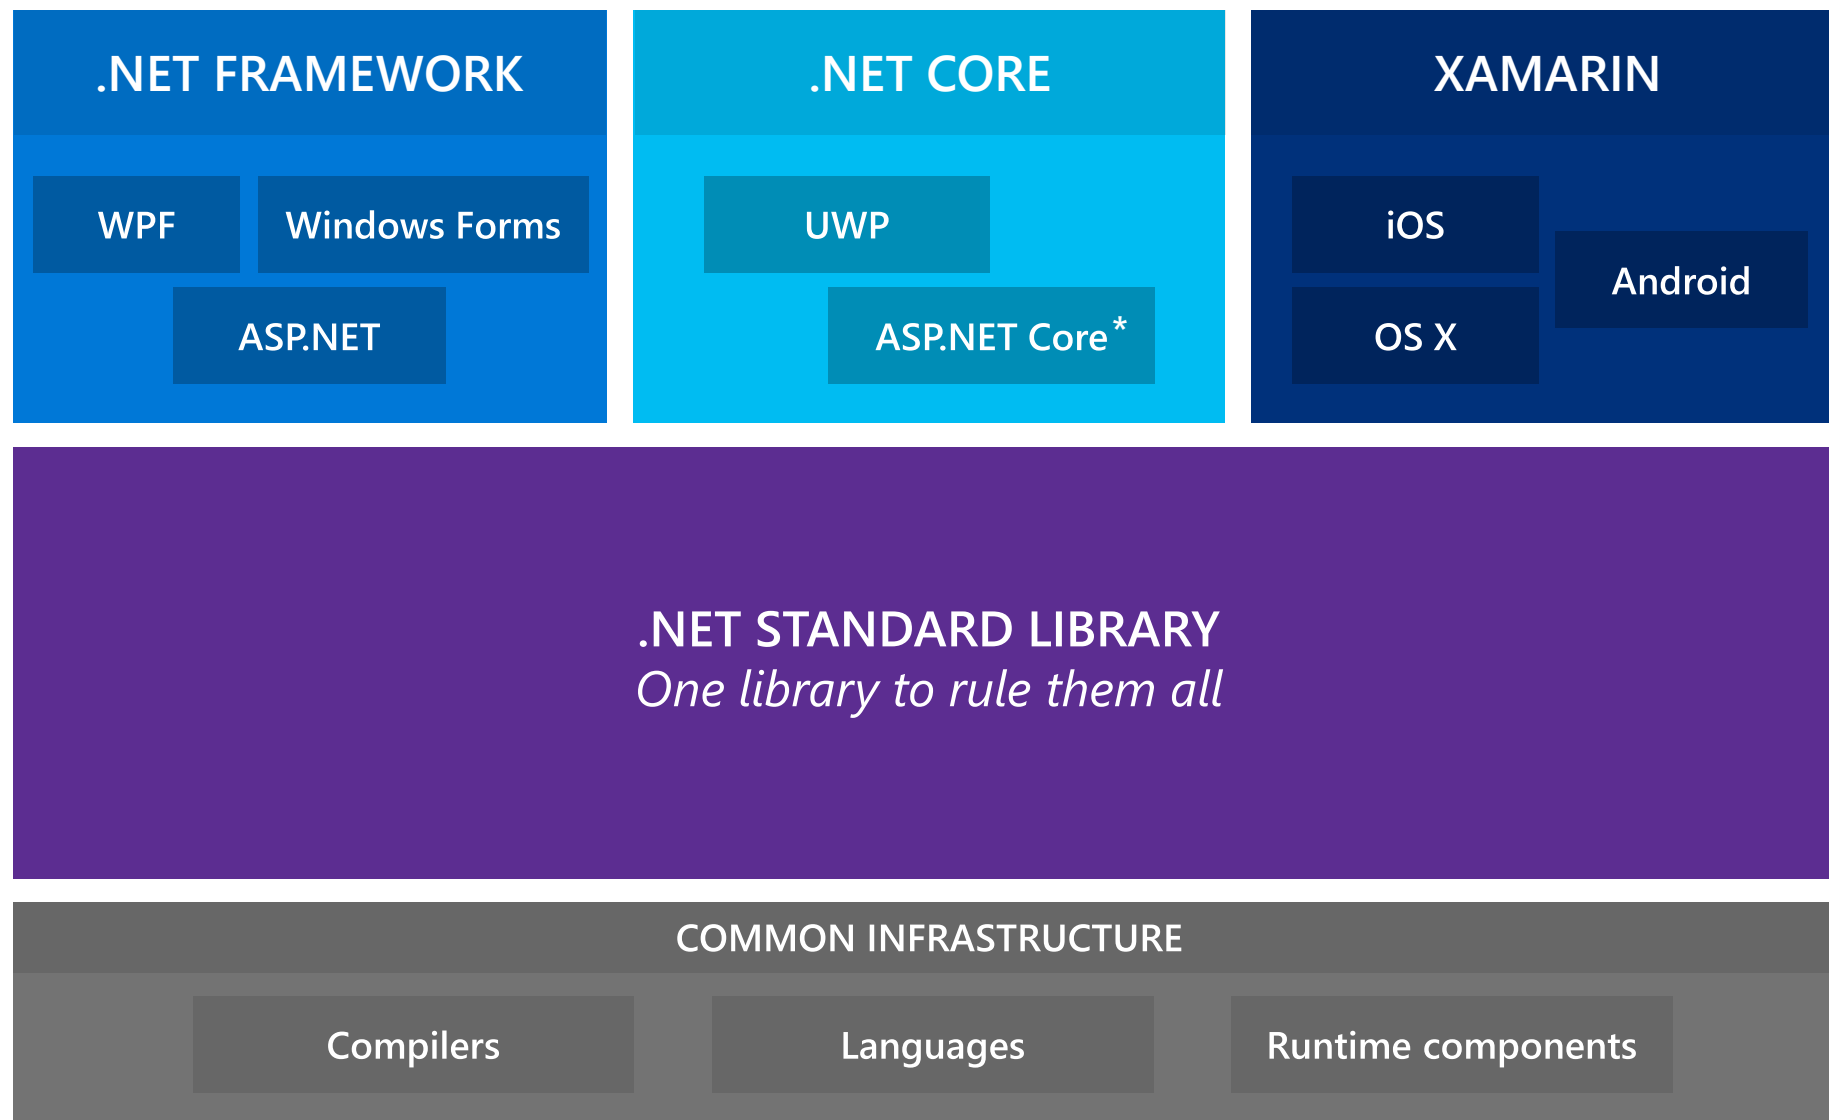 .NET FRAMEWORK
WPF
Windows Forms
ASP.NET
.NET CORE
UWP
ASP.NET Core*
XAMARIN
iOS
Android
OS X
.NET STANDARD LIBRARY
One library to rule them all
COMMON INFRASTRUCTURE
Compilers
Languages
Runtime components